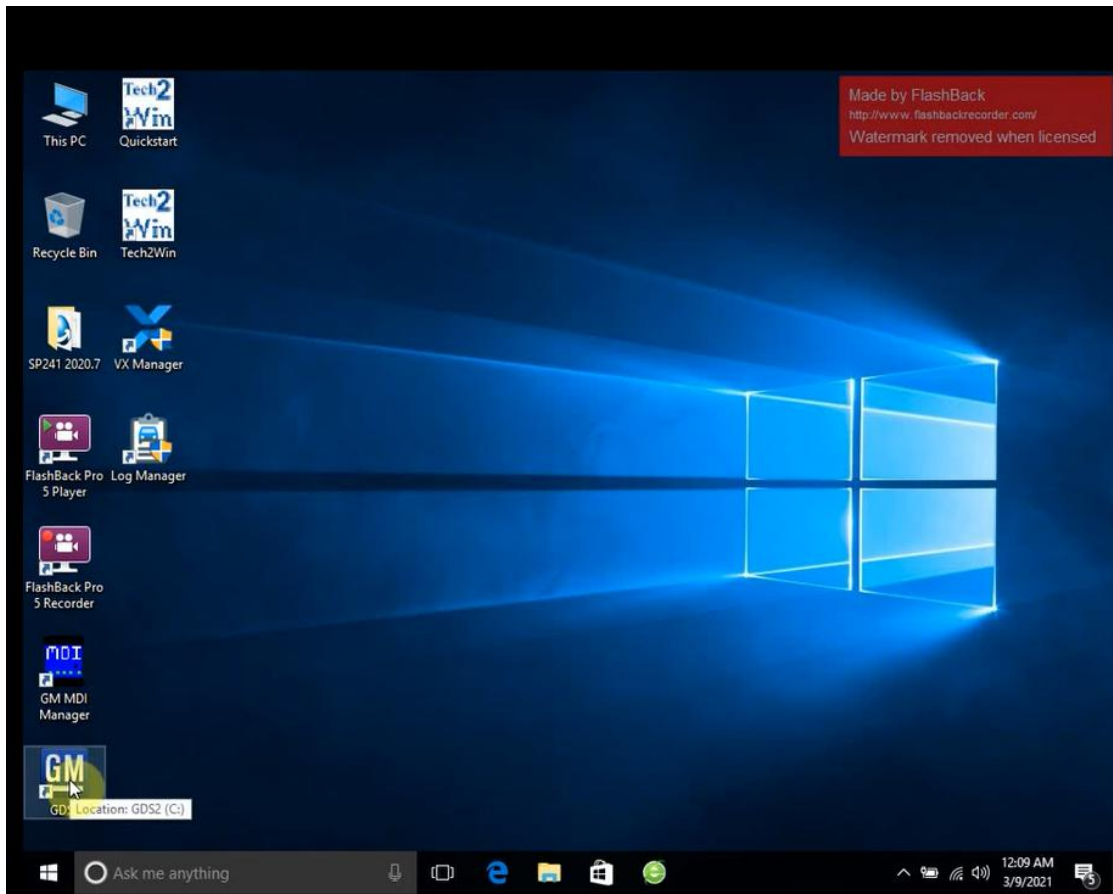 Made by FlashBack
http://www.flashbackrecorder.com/
Watermark removed when licensed
This PC
Tech2
Win
Quickstart
Recycle Bin
Tech2
Win
Tech2Win
SP241 2020.7
VX Manager
FlashBack Pro
5 Player
Log Manager
FlashBack Pro
5 Recorder
MDI
GM MDI
Manager
GM
GD
Location: GDS2 (C:)
Ask me anything
12:09 AM
3/9/2021
5